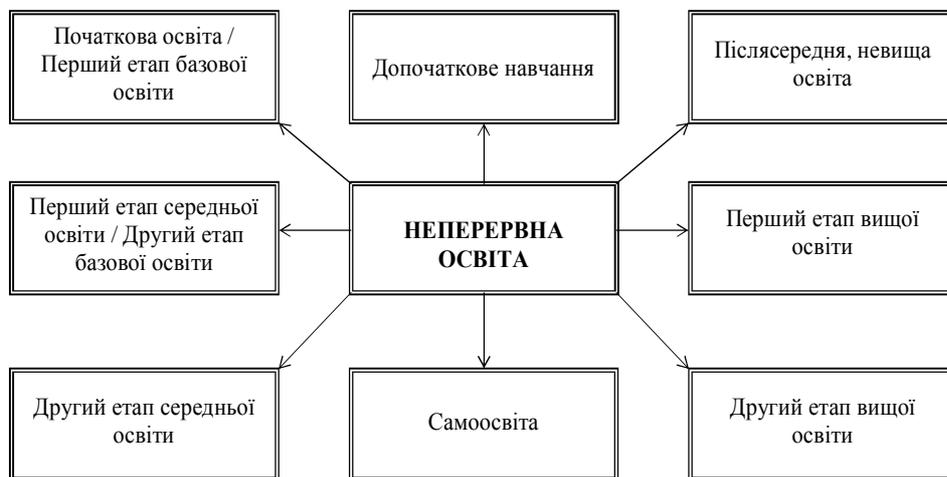 Початкова освіта /
Перший етап базової
освіти
Допочаткове навчання
Післясередня, невища
освіта
Перший етап середньої
освіти / Другий етап
базової освіти
НЕПЕРЕРВНА
ОСВІТА
Перший етап вищої
освіти
Другий етап середньої
освіти
Самоосвіта
Другий етап вищої
освіти